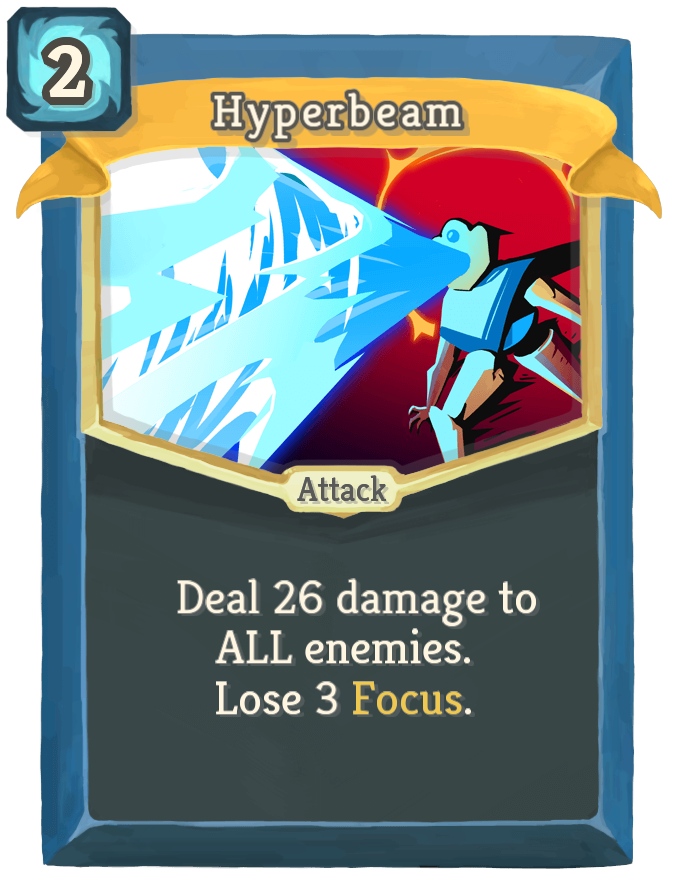 2
Hyperbeam
Attack
Deal 26 damage to
ALL enemies.
Lose 3 Focus.